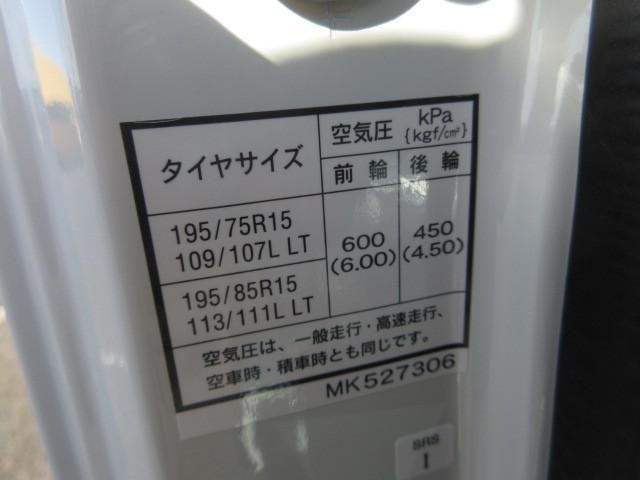 タイヤサイズ
空気圧 kPa {kgf/c㎡}
前輪 後輪
195/75R15
109/107L LT
195/85R15
113/111L LT
600
(6.00)
450
(4.50)
空気圧は、一般走行・高速走行、
空車時・積車時とも同じです。
MK527306
SRS
I